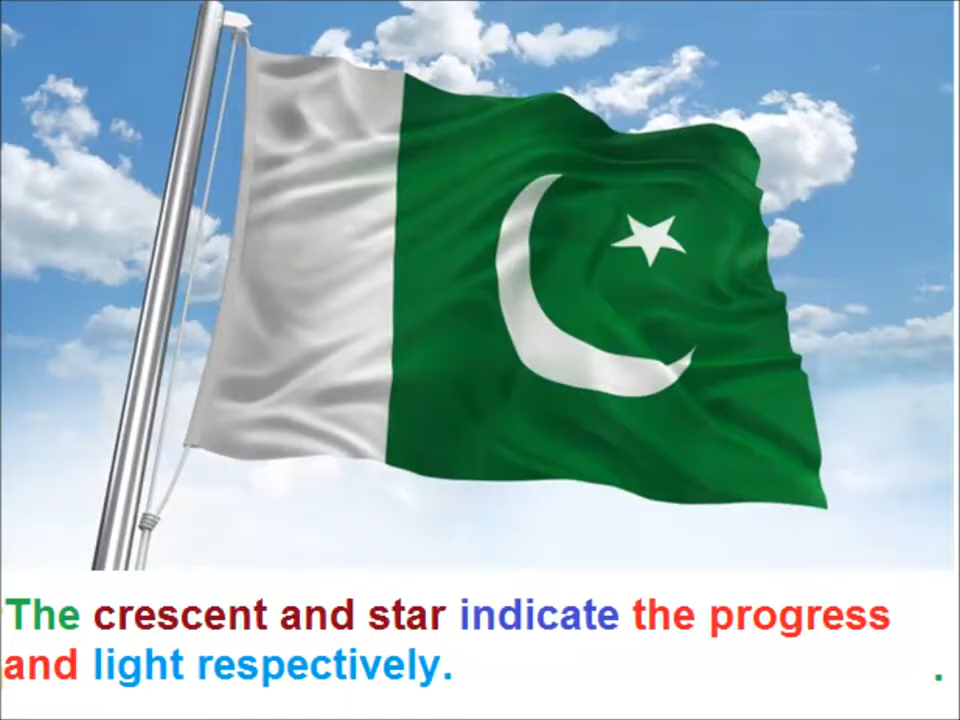 The crescent and star indicate the progress
and light respectively. .